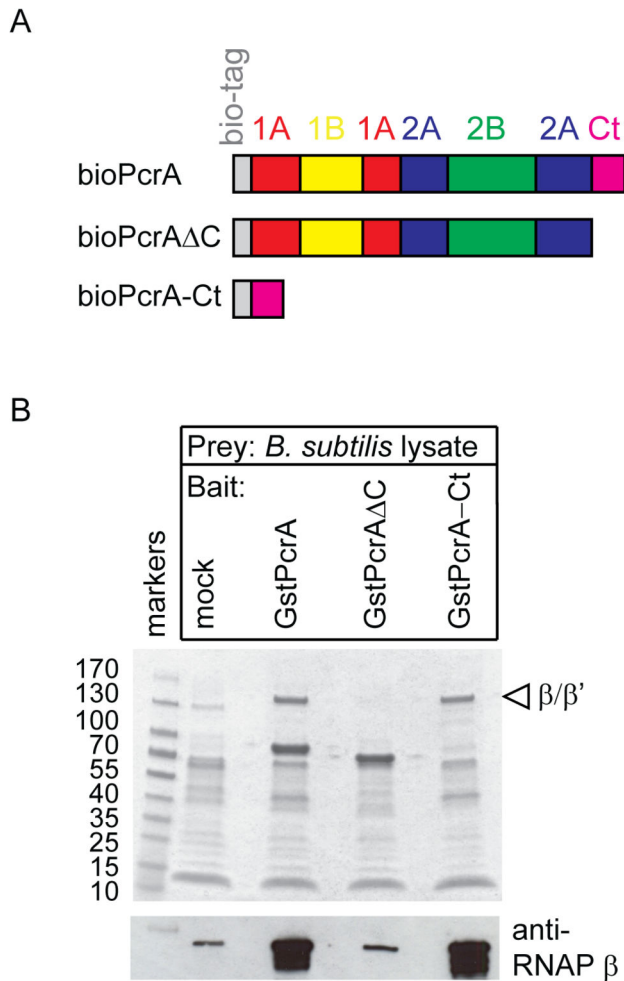 A
bio-tag
1A 1B 1A 2A 2B 2A Ct
bioPcrA
bioPcrAΔC
bioPcrA-Ct
B
Prey: B. subtilis lysate
Bait:
markers
mock
GstPcrA
GstPcrAΔC
GstPcrA–Ct
170
130
100
70
55
40
35
25
15
10
β/β'
anti-
RNAP β